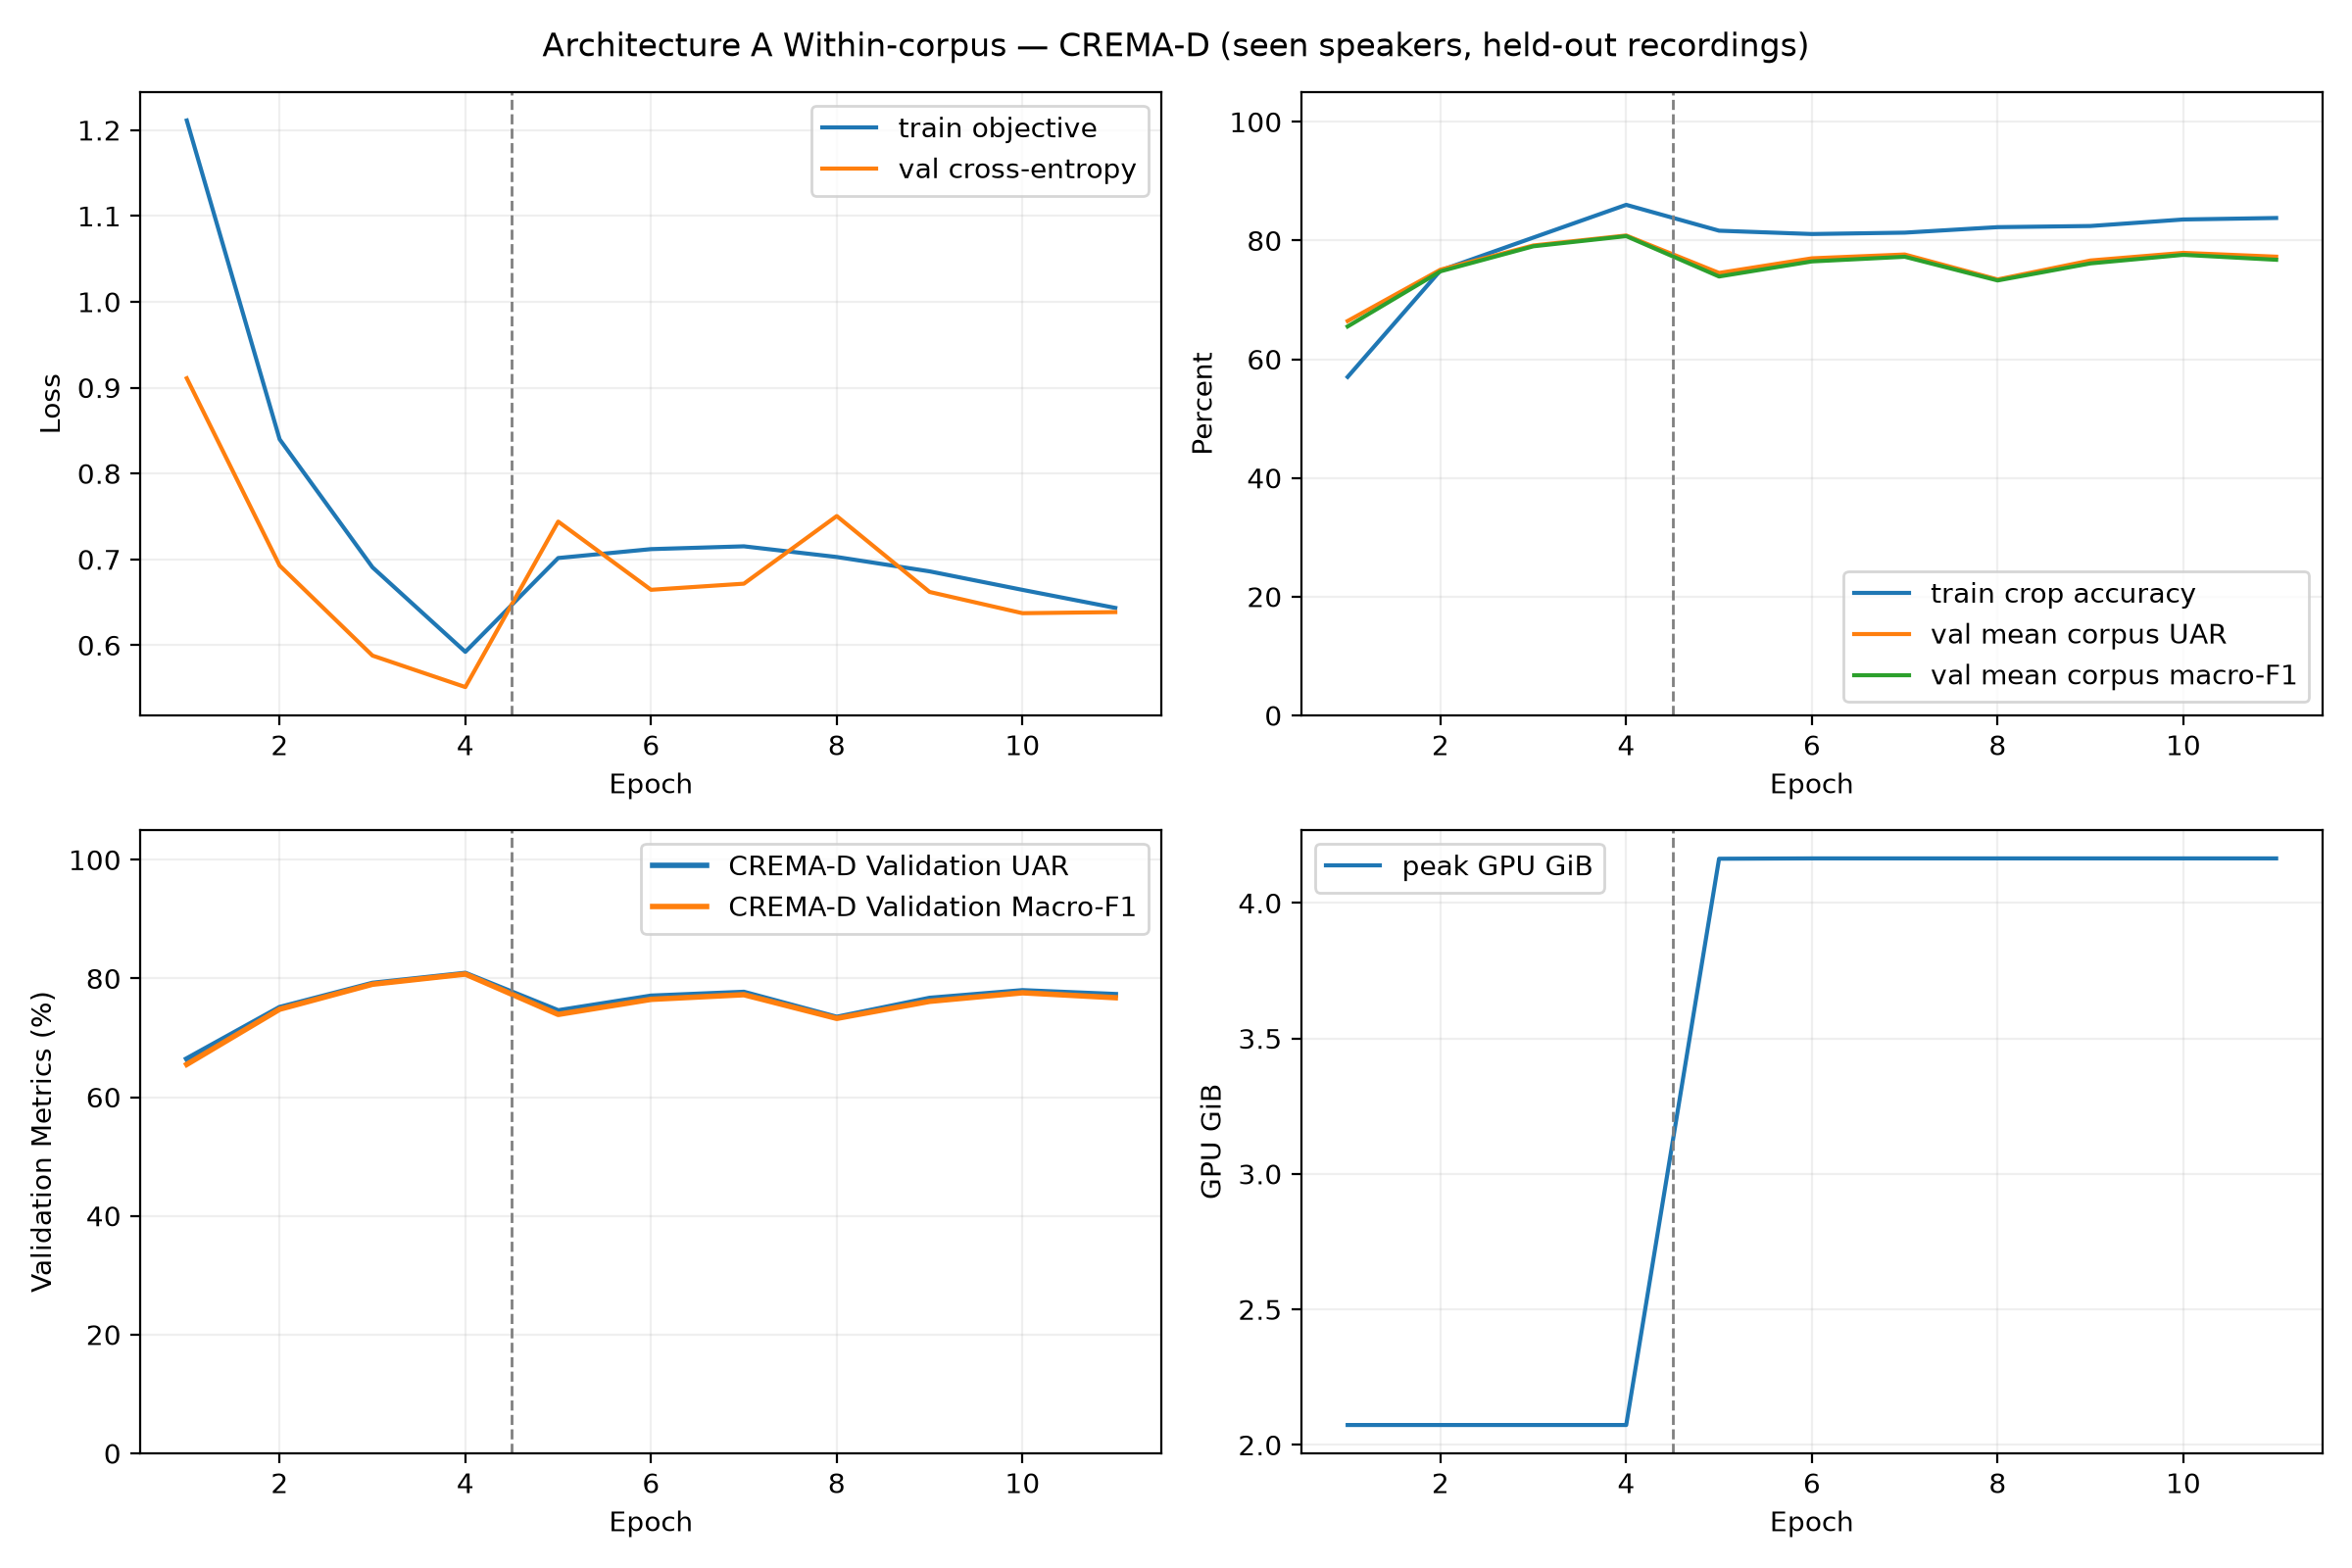 Architecture A Within-corpus — CREMA-D (seen speakers, held-out recordings)
Loss
1.2
1.1
1.0
0.9
0.8
0.7
0.6
train objective
val cross-entropy
2 4 6 8 10
Epoch
Percent
100
80
60
40
20
0
train crop accuracy
val mean corpus UAR
val mean corpus macro-F1
2 4 6 8 10
Epoch
Validation Metrics (%)
100
80
60
40
20
0
CREMA-D Validation UAR
CREMA-D Validation Macro-F1
2 4 6 8 10
Epoch
GPU GiB
peak GPU GiB
4.0
3.5
3.0
2.5
2.0
2 4 6 8 10
Epoch